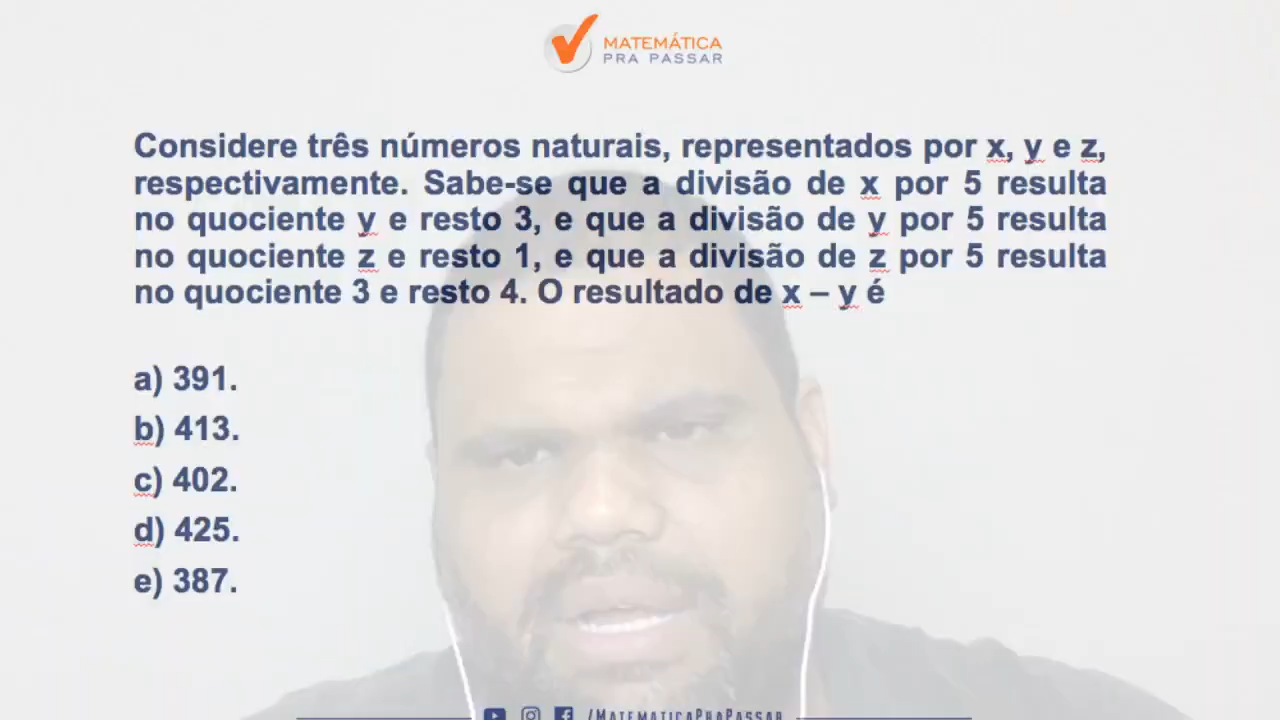 MATEMÁTICA
PRA PASSAR
Considere três números naturais, representados por x, y e z,
respectivamente. Sabe-se que a divisão de x por 5 resulta
no quociente y e resto 3, e que a divisão de y por 5 resulta
no quociente z e resto 1, e que a divisão de z por 5 resulta
no quociente 3 e resto 4. O resultado de x – y é
a) 391.
b) 413.
c) 402.
d) 425.
e) 387.
/MATEMATICAPRAPASSAR